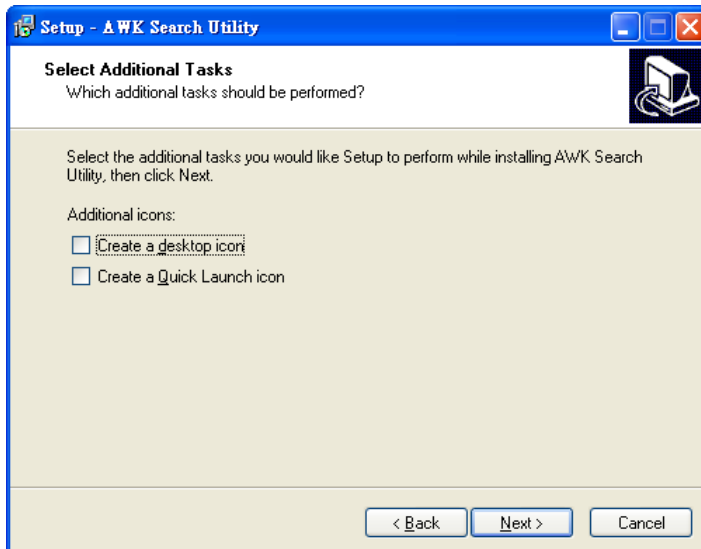 Setup - AWK Search Utility
Select Additional Tasks
Which additional tasks should be performed?
Select the additional tasks you would like Setup to perform while installing AWK Search
Utility, then click Next.
Additional icons:
Create a desktop icon
Create a Quick Launch icon
< Back
Next >
Cancel